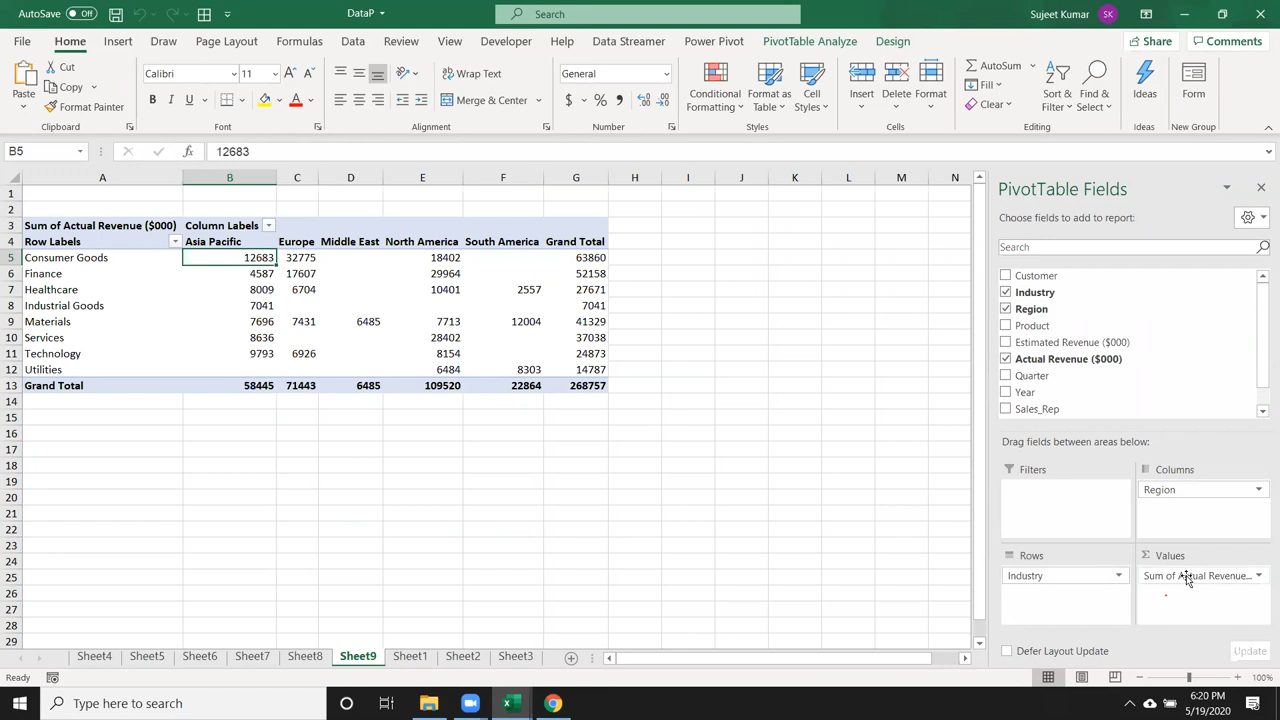 AutoSave Off DataP Search Sujeet Kumar SK
File Home Insert Draw Page Layout Formulas Data Review View Developer Help Data Streamer Power Pivot PivotTable Analyze Design Share Comments
Paste Cut Copy Format Painter
Calibri 11 B I U A
Wrap Text Merge & Center
General $ % ,
Conditional Formatting Format as Table Cell Styles
Insert Delete Format
AutoSum Fill Clear Sort & Filter Find & Select
Ideas Form
Clipboard Font Alignment Number Styles Cells Editing Ideas New Group
B5 fx 12683
A B C D E F G H I J K L M N
1
2
3 Sum of Actual Revenue ($000) Column Labels
4 Row Labels Asia Pacific Europe Middle East North America South America Grand Total
5 Consumer Goods 12683 32775 18402 63860
6 Finance 4587 17607 29964 52158
7 Healthcare 8009 6704 10401 2557 27671
8 Industrial Goods 7041 7041
9 Materials 7696 7431 6485 7713 12004 41329
10 Services 8636 28402 37038
11 Technology 9793 6926 8154 24873
12 Utilities 6484 8303 14787
13 Grand Total 58445 71443 6485 109520 22864 268757
14
15
16
17
18
19
20
21
22
23
24
25
26
27
28
29
PivotTable Fields
Choose fields to add to report:
Search
Customer
Industry
Region
Product
Estimated Revenue ($000)
Actual Revenue ($000)
Quarter
Year
Sales_Rep
Drag fields between areas below:
Filters Columns
Region
Rows Values
Industry Sum of Actual Revenue...
Defer Layout Update Update
Sheet4 Sheet5 Sheet6 Sheet7 Sheet8 Sheet9 Sheet1 Sheet2 Sheet3
Ready 100%
Type here to search
6:20 PM
5/19/2020